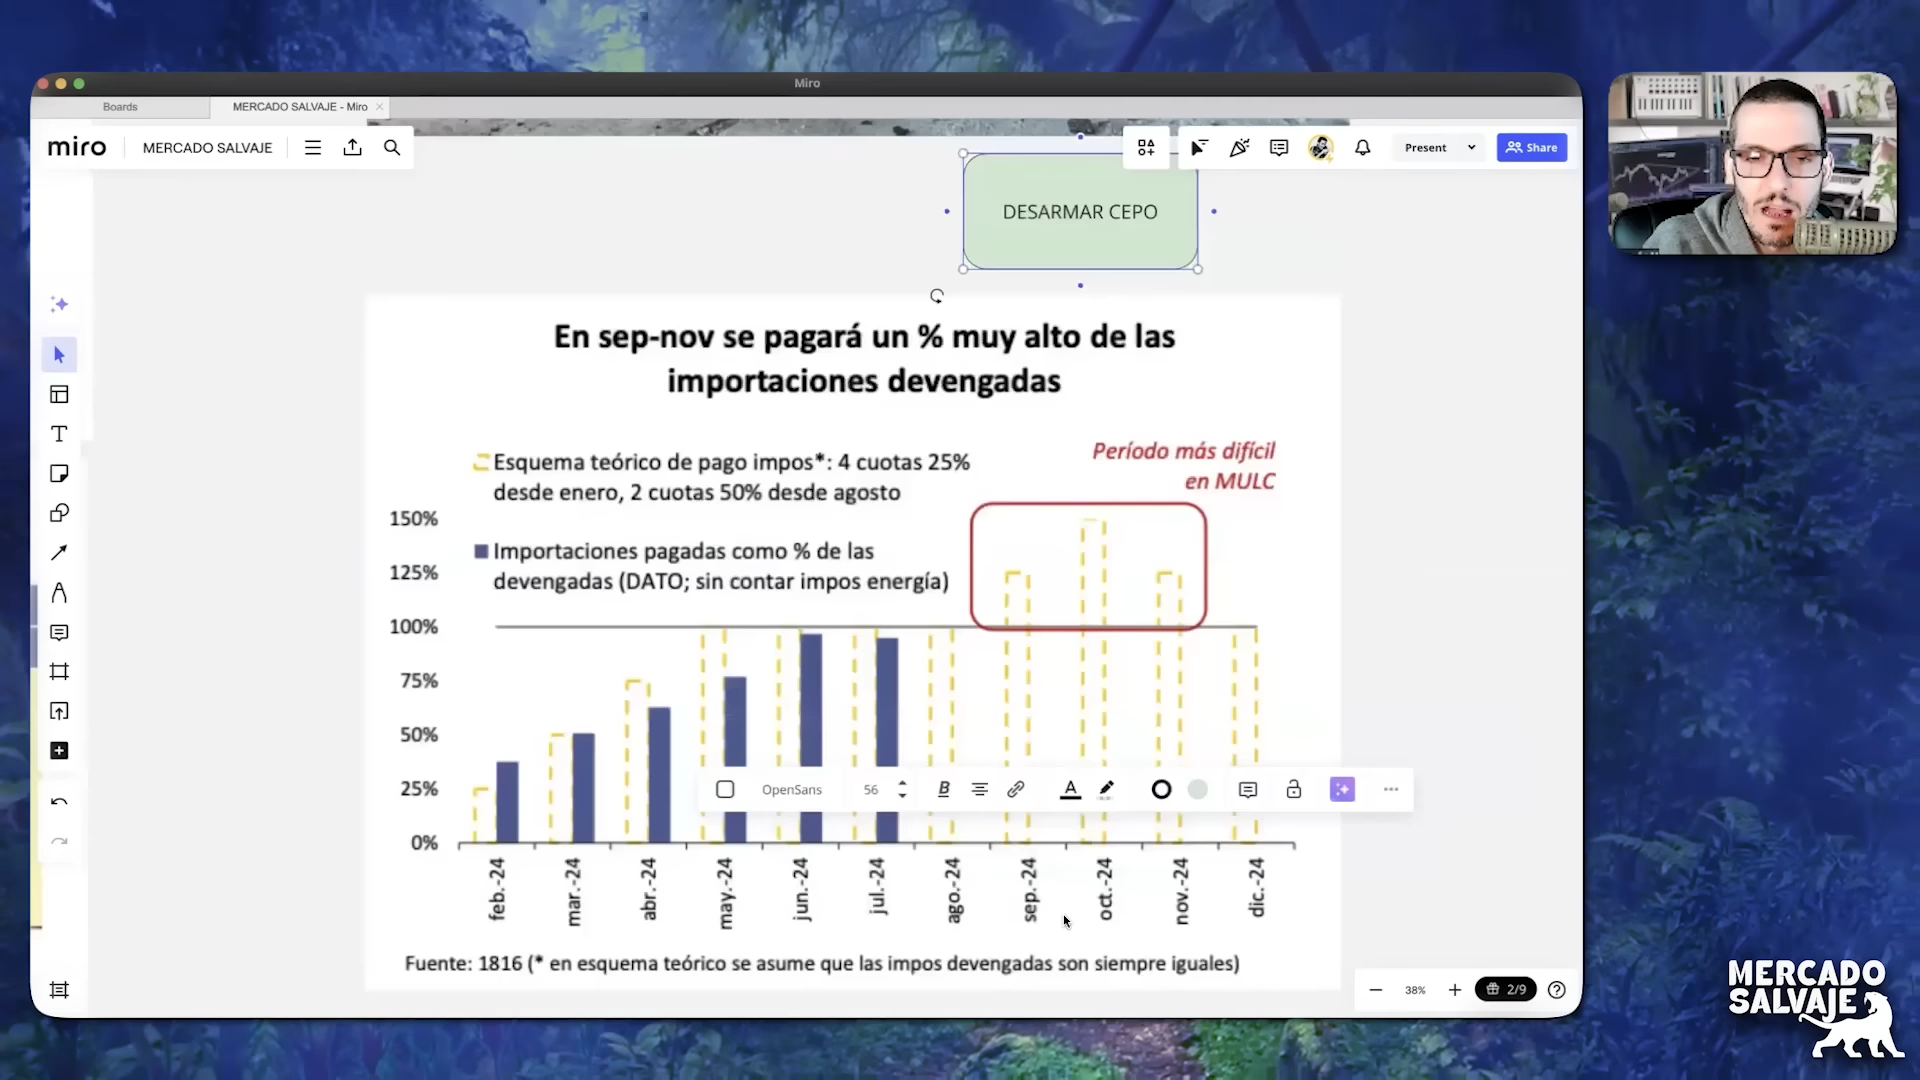 Miro
Boards
MERCADO SALVAJE - Miro
miro
MERCADO SALVAJE
Present
Share
DESARMAR CEPO
En sep-nov se pagará un % muy alto de las
importaciones devengadas
Esquema teórico de pago impos*: 4 cuotas 25%
desde enero, 2 cuotas 50% desde agosto
Período más difícil
en MULC
Importaciones pagadas como % de las
devengadas (DATO; sin contar impos energía)
150%
125%
100%
75%
50%
25%
0%
OpenSans
56
B
A
feb.-24
mar.-24
abr.-24
may.-24
jun.-24
jul.-24
ago.-24
sep.-24
oct.-24
nov.-24
dic.-24
Fuente: 1816 (* en esquema teórico se asume que las impos devengadas son siempre iguales)
38%
2/9
MERCADO
SALVAJE